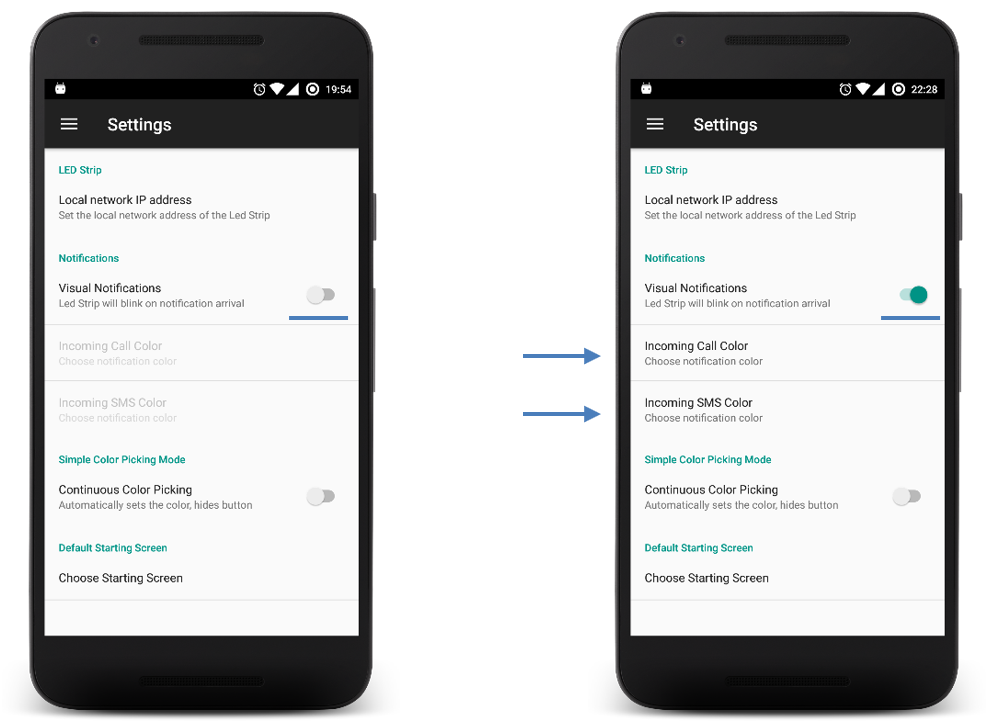 19:54
Settings
LED Strip
Local network IP address
Set the local network address of the Led Strip
Notifications
Visual Notifications
Led Strip will blink on notification arrival
Incoming Call Color
Choose notification color
Incoming SMS Color
Choose notification color
Simple Color Picking Mode
Continuous Color Picking
Automatically sets the color, hides button
Default Starting Screen
Choose Starting Screen
22:28
Settings
LED Strip
Local network IP address
Set the local network address of the Led Strip
Notifications
Visual Notifications
Led Strip will blink on notification arrival
Incoming Call Color
Choose notification color
Incoming SMS Color
Choose notification color
Simple Color Picking Mode
Continuous Color Picking
Automatically sets the color, hides button
Default Starting Screen
Choose Starting Screen